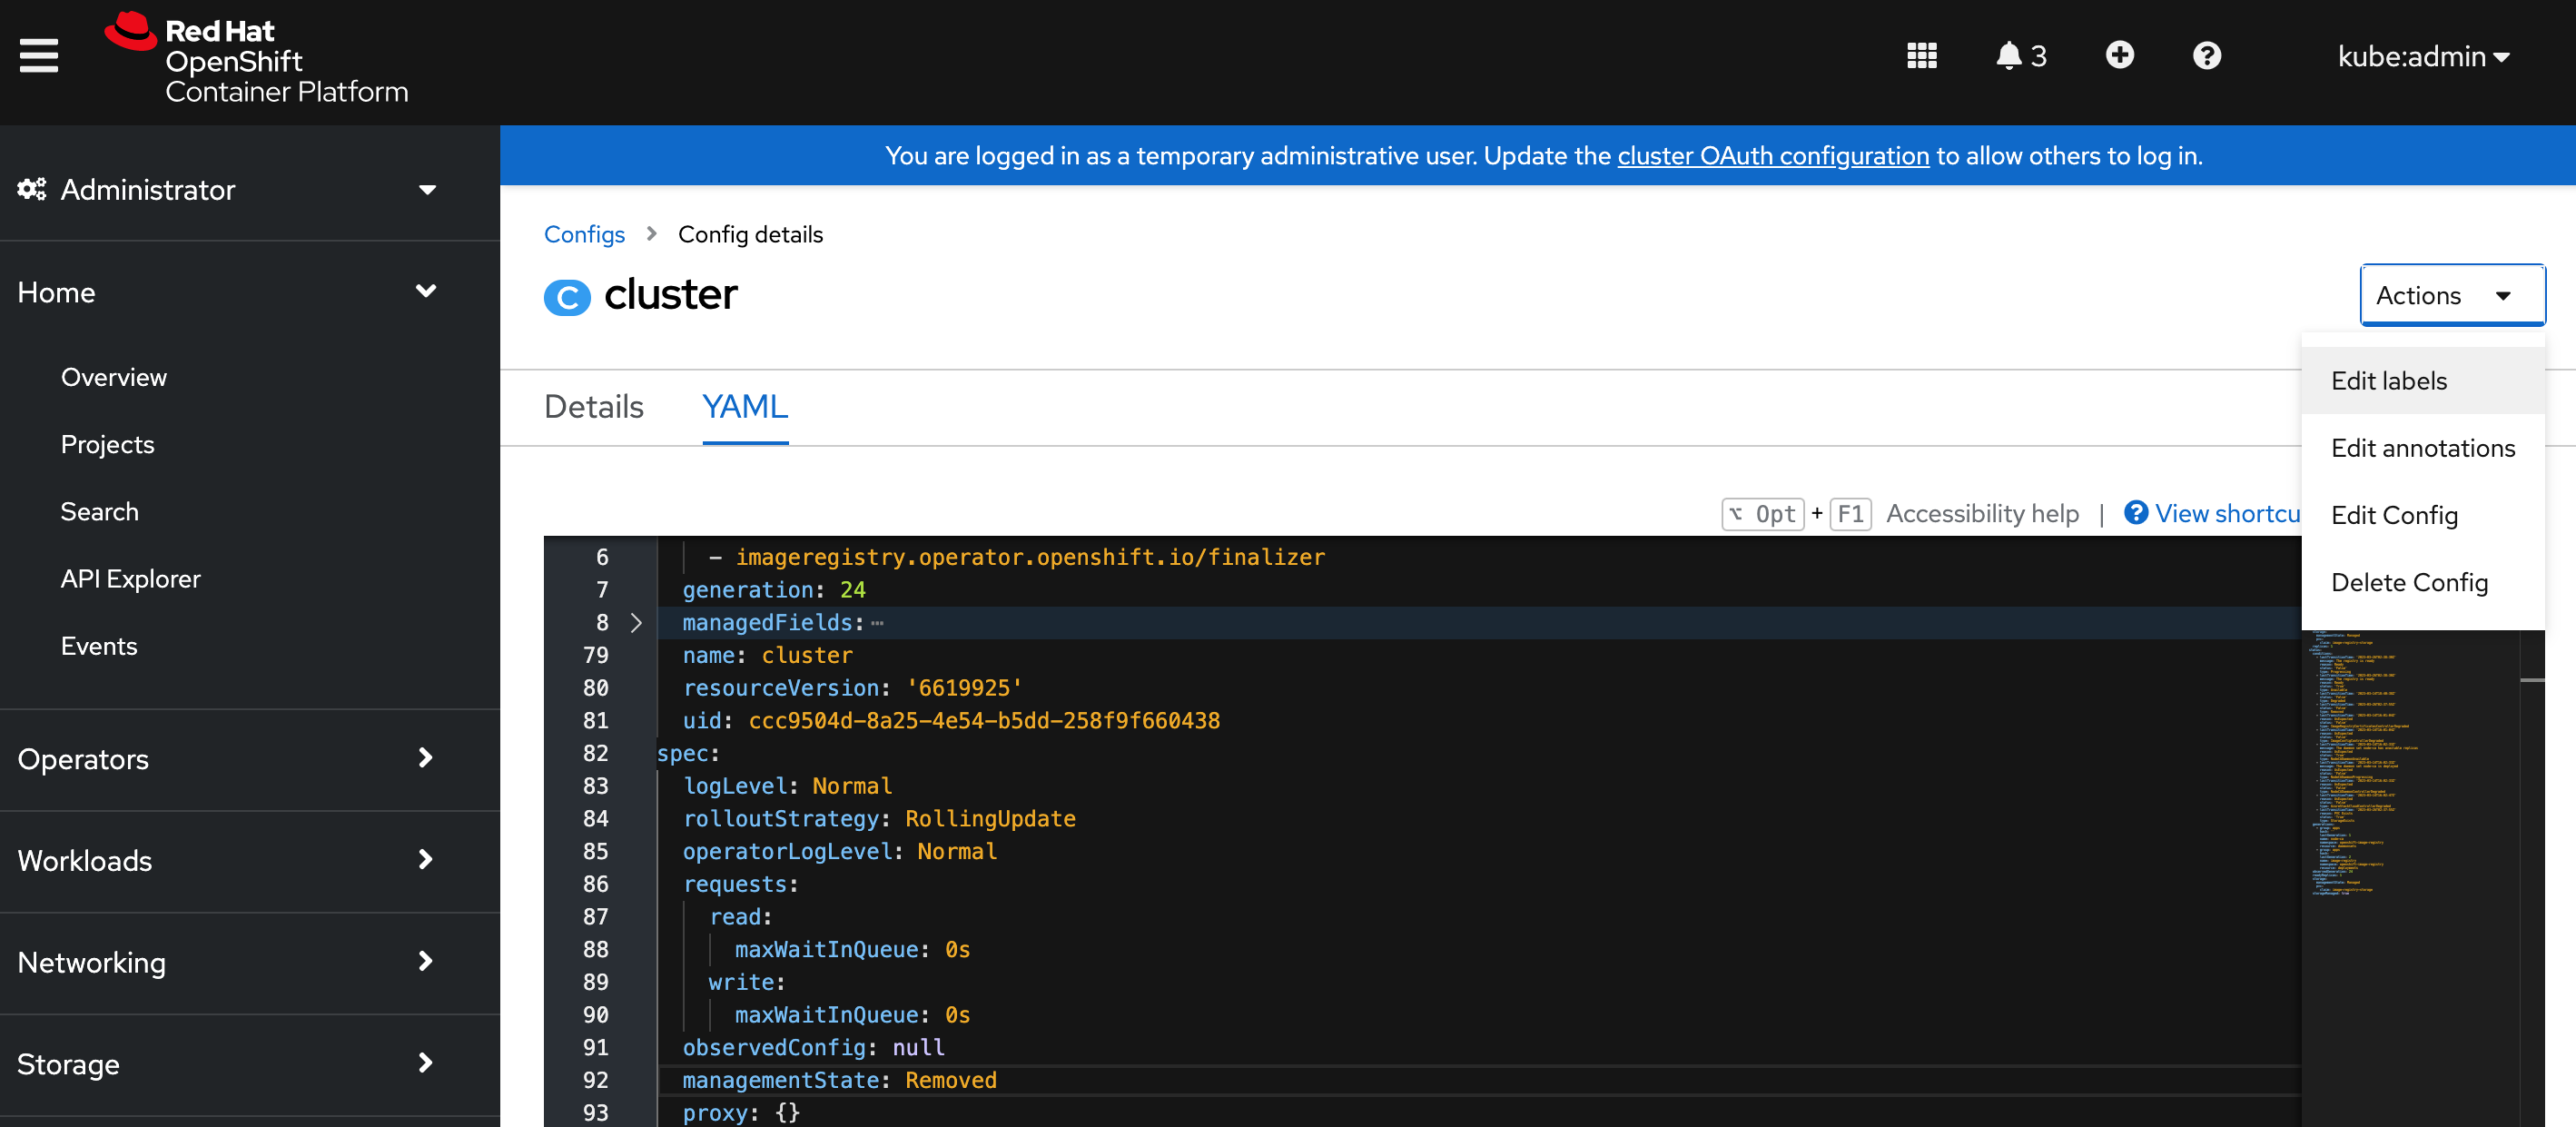 Red Hat
OpenShift
Container Platform
3
kube:admin
Administrator
Home
Overview
Projects
Search
API Explorer
Events
Operators
Workloads
Networking
Storage
You are logged in as a temporary administrative user. Update the cluster OAuth configuration to allow others to log in.
Configs > Config details
C cluster
Actions
Edit labels
Edit annotations
Edit Config
Delete Config
Details YAML
⌥ Opt + F1 Accessibility help | View shortcu
6 - imageregistry.operator.openshift.io/finalizer
7 generation: 24
8 managedFields:…
79 name: cluster
80 resourceVersion: '6619925'
81 uid: ccc9504d-8a25-4e54-b5dd-258f9f660438
82 spec:
83 logLevel: Normal
84 rolloutStrategy: RollingUpdate
85 operatorLogLevel: Normal
86 requests:
87 read:
88 maxWaitInQueue: 0s
89 write:
90 maxWaitInQueue: 0s
91 observedConfig: null
92 managementState: Removed
93 proxy: {}